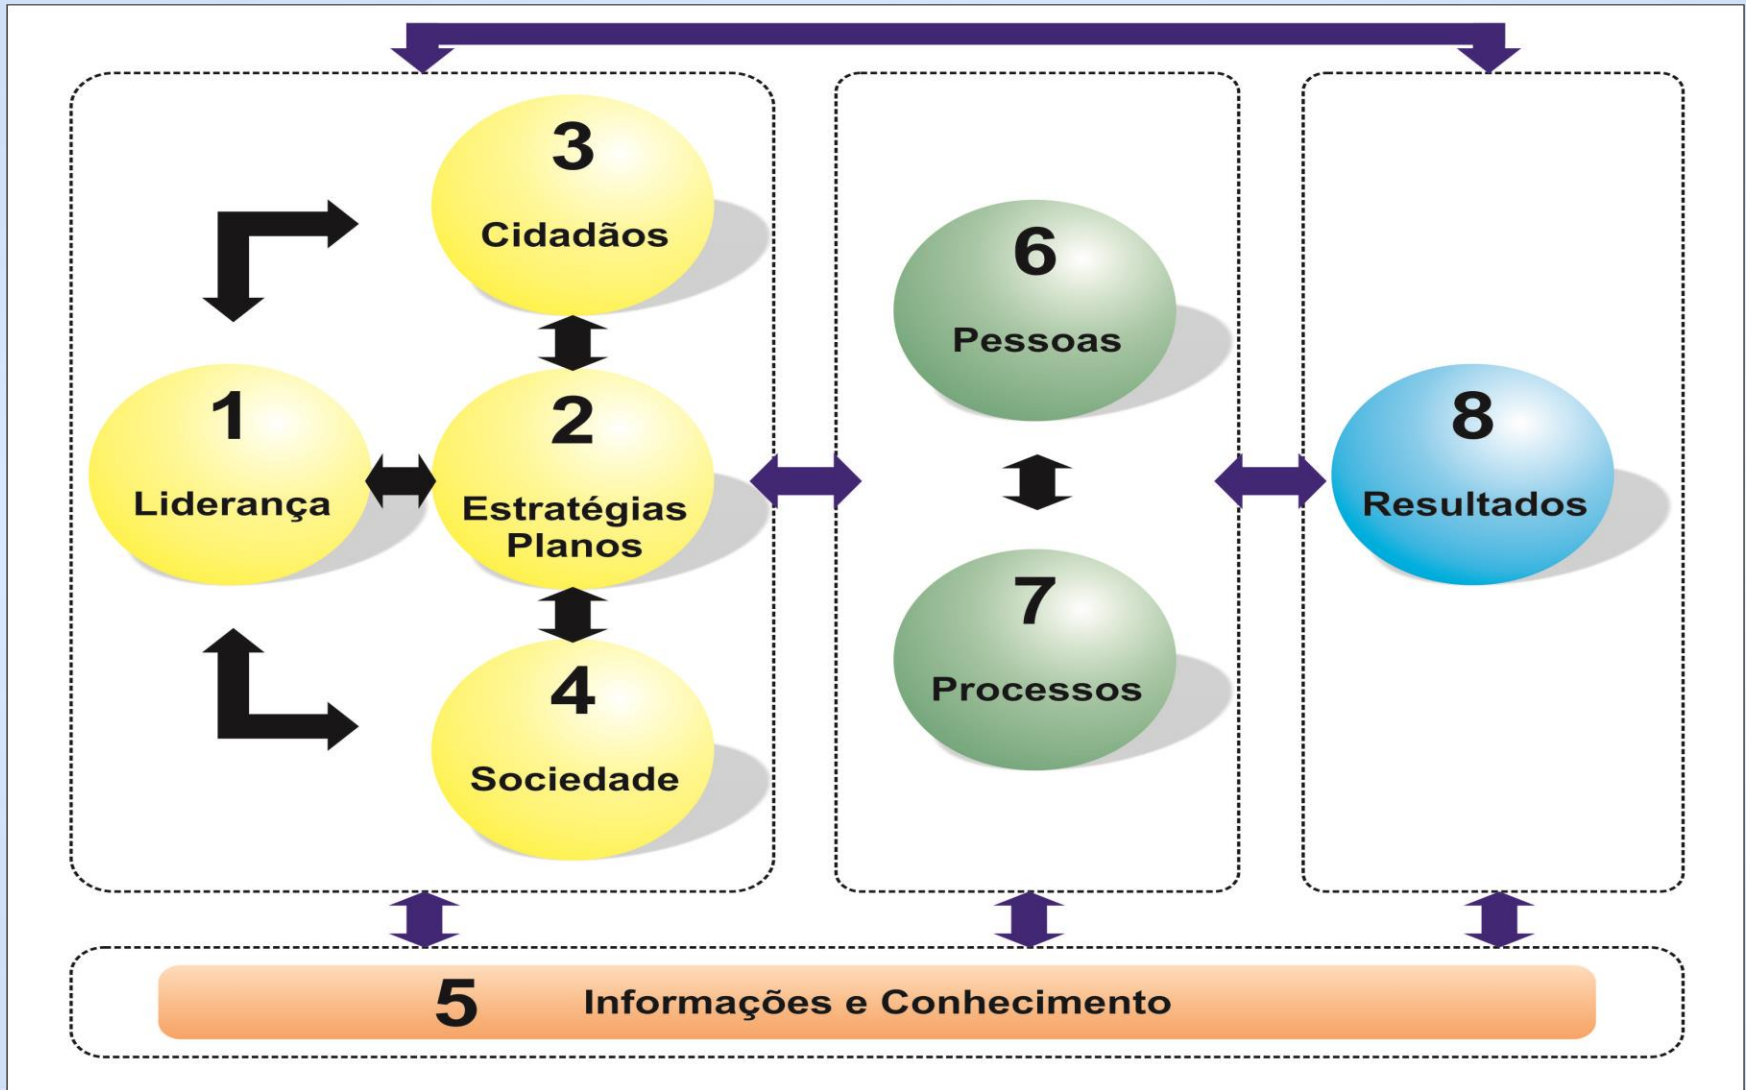 3
Cidadãos
1
Liderança
2
Estratégias
Planos
4
Sociedade
6
Pessoas
7
Processos
8
Resultados
5 Informações e Conhecimento